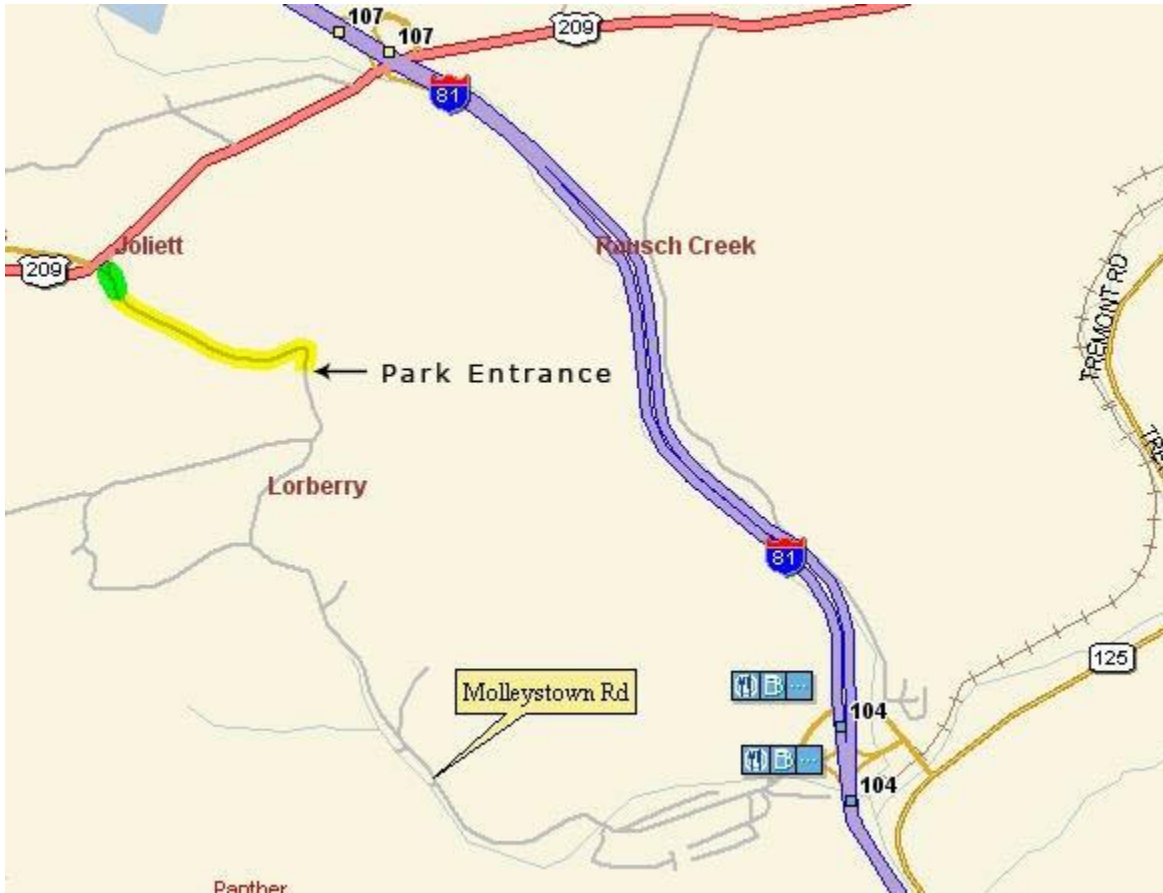 107
107
209
81
Joliett
Rausch Creek
209
TREMONT RD
Park Entrance
Lorberry
81
125
Molleystown Rd
104
104
Panther